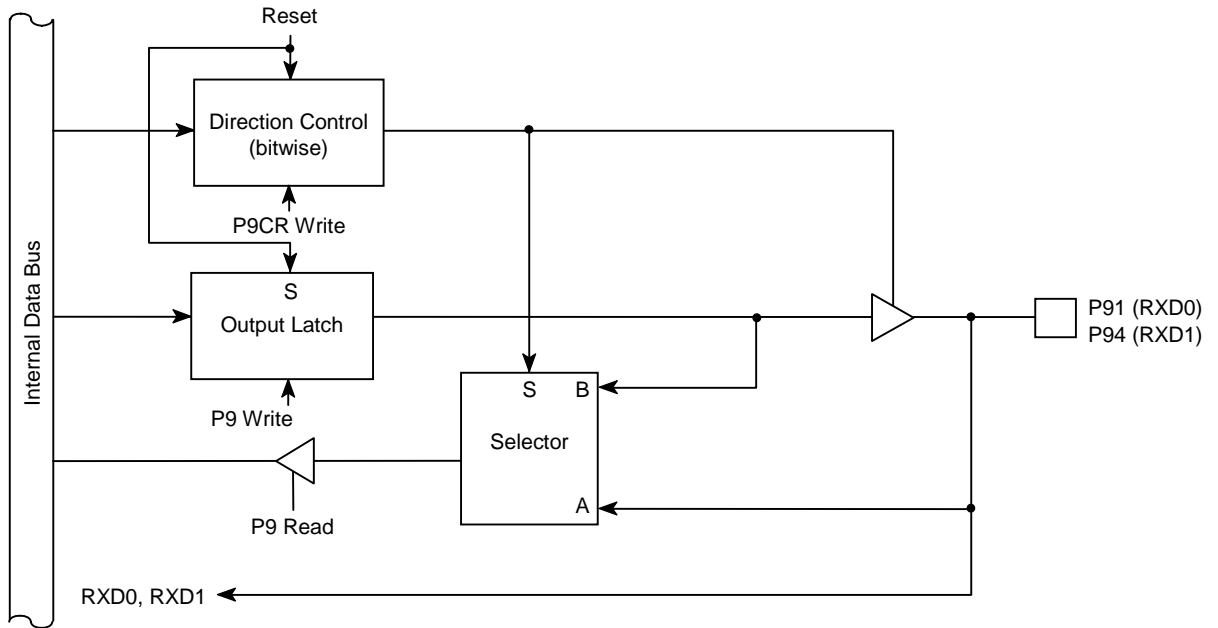 Reset
Direction Control
(bitwise)
P9CR Write
Internal Data Bus
S
Output Latch
P9 Write
P91 (RXD0)
P94 (RXD1)
S
B
Selector
A
P9 Read
RXD0, RXD1